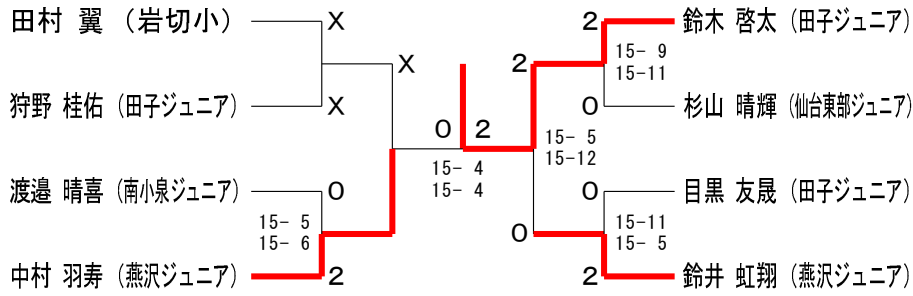 田村 翼 (岩切小)
X
2
鈴木 啓太 (田子ジュニア)
15- 9
15-11
X
2
狩野 桂佑 (田子ジュニア)
X
0
杉山 晴輝 (仙台東部ジュニア)
0 2
15- 5
15-12
15- 4
15- 4
渡邉 晴喜 (南小泉ジュニア)
0
0
目黒 友晟 (田子ジュニア)
15- 5
15- 6
0
15-11
15- 5
中村 羽寿 (燕沢ジュニア)
2
2
鈴井 虹翔 (燕沢ジュニア)